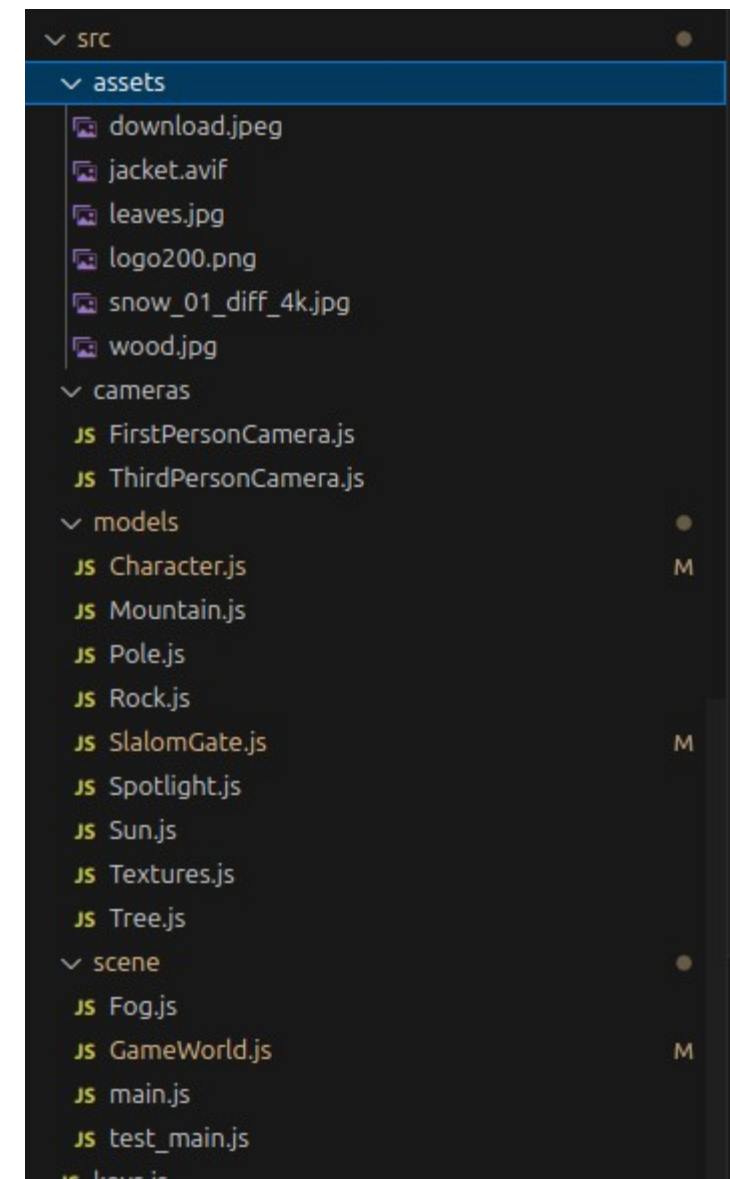 src
assets
download.jpeg
jacket.avif
leaves.jpg
logo200.png
snow_01_diff_4k.jpg
wood.jpg
cameras
JS FirstPersonCamera.js
JS ThirdPersonCamera.js
models
JS Character.js M
JS Mountain.js
JS Pole.js
JS Rock.js
JS SlalomGate.js M
JS Spotlight.js
JS Sun.js
JS Textures.js
JS Tree.js
scene
JS Fog.js
JS GameWorld.js M
JS main.js
JS test_main.js